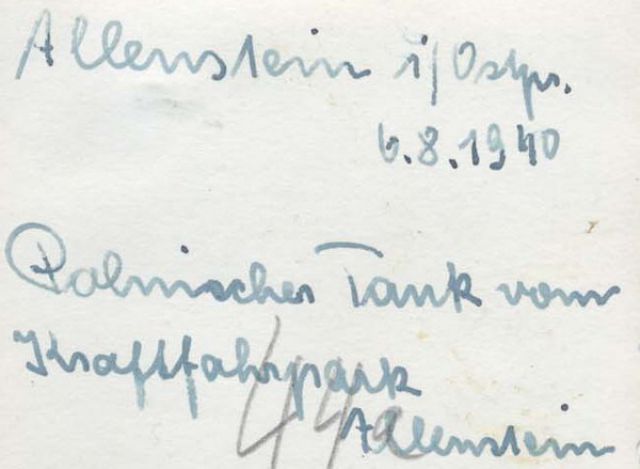 Allenstein i/Ostpr.
6.8.1940
Polnischer Tank vom
Kraftfahrpark
Allenstein